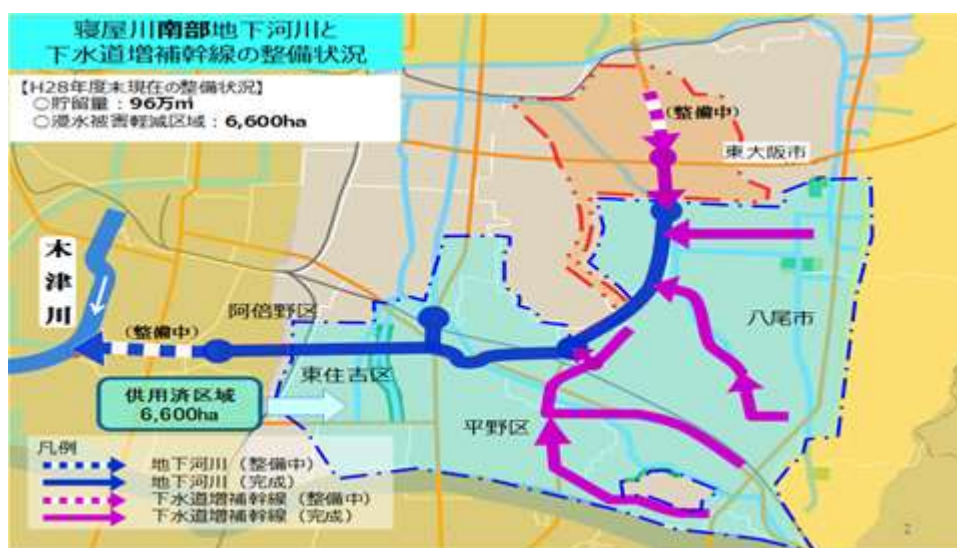 寝屋川南部地下河川と
下水道増補幹線の整備状況
【H28年度末現在の整備状況】
○貯留量：96万㎥
○浸水被害軽減区域：6,600ha
(整備中)
東大阪市
木津川
(整備中)
阿倍野区
八尾市
東住吉区
供用済区域
6,600ha
平野区
凡例
地下河川（整備中）
地下河川（完成）
下水道増補幹線（整備中）
下水道増補幹線（完成）
2